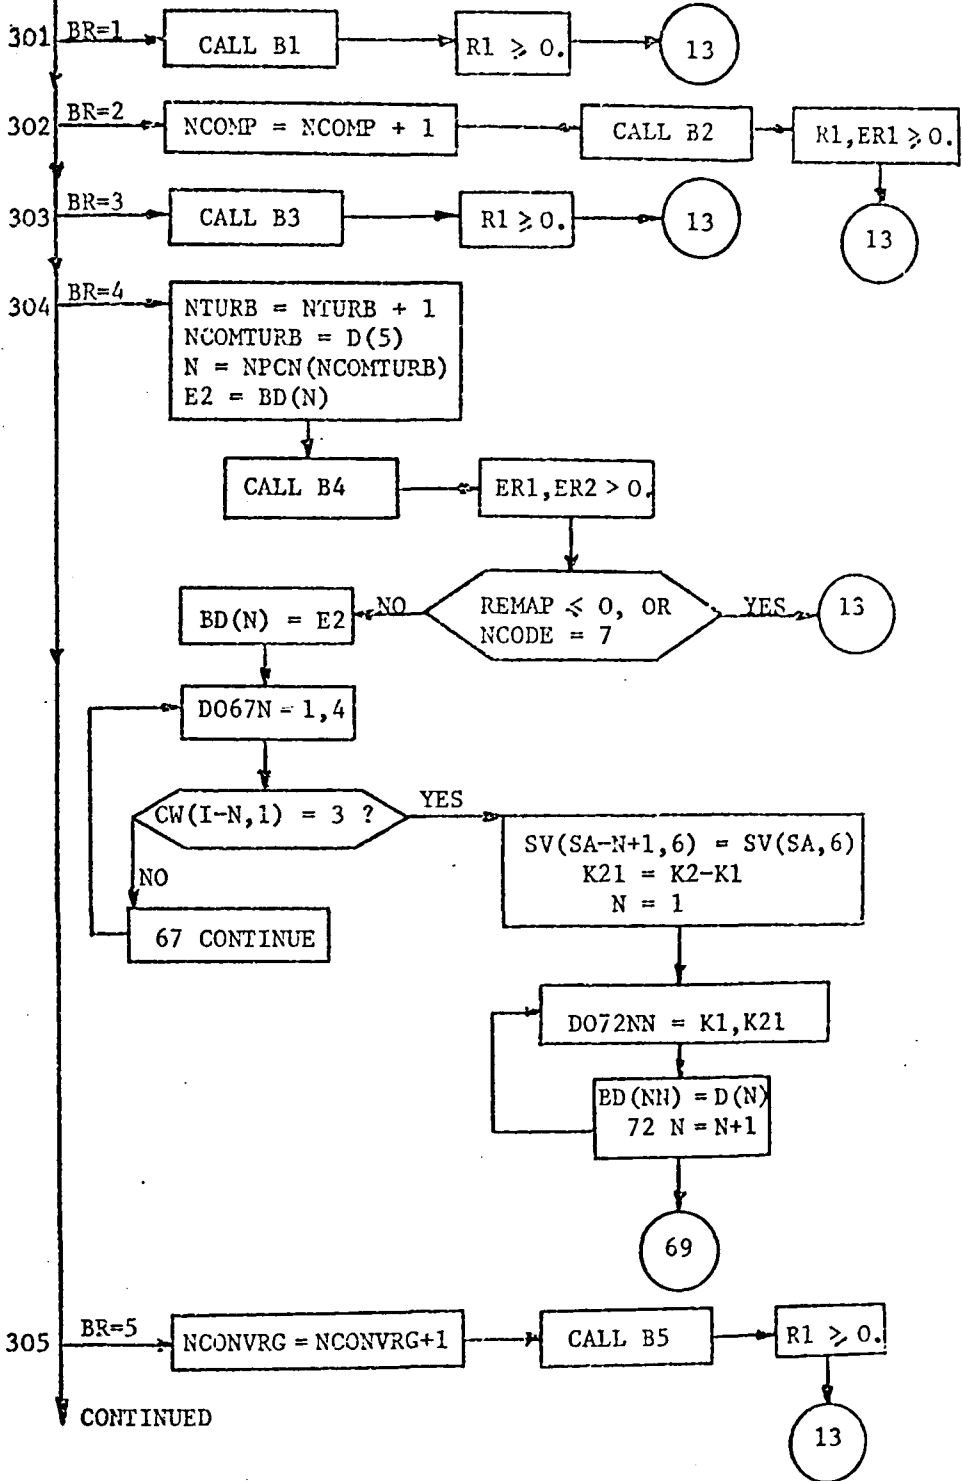 301 BR=1 CALL B1 R1 ⩾ 0. 13
302 BR=2 NCOMP = NCOMP + 1 CALL B2 R1,ER1 ⩾ 0. 13
303 BR=3 CALL B3 R1 ⩾ 0. 13
304 BR=4
NTURB = NTURB + 1
NCOMTURB = D(5)
N = NPCN(NCOMTURB)
E2 = BD(N)
CALL B4 ER1,ER2 > 0.
REMAP ⩽ 0, OR
NCODE = 7
YES 13
NO BD(N) = E2
DO67N = 1,4
CW(I-N,1) = 3 ?
YES
SV(SA-N+1,6) = SV(SA,6)
K21 = K2-K1
N = 1
NO
67 CONTINUE
DO72NN = K1,K21
BD(NN) = D(N)
72 N = N+1
69
305 BR=5 NCONVRG = NCONVRG+1 CALL B5 R1 ⩾ 0.
13
CONTINUED